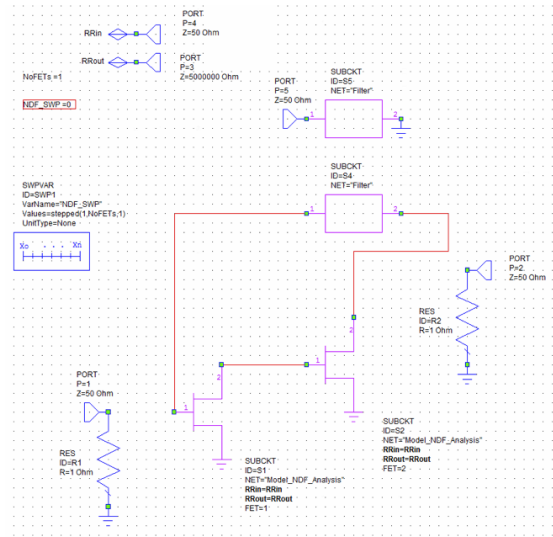 PORT
P=4
Z=50 Ohm
RRin
PORT
P=3
Z=5000000 Ohm
RRout
NoFETs =1
NDF_SWP =0
PORT
P=5
Z=50 Ohm
SUBCKT
ID=S5
NET="Filter"
1
2
SUBCKT
ID=S4
NET="Filter"
1
2
SWPVAR
ID=SWP1
VarName="NDF_SWP"
Values=stepped(1,NoFETs,1)
UnitType=None
Xo . . . Xn
PORT
P=2
Z=50 Ohm
RES
ID=R2
R=1 Ohm
2
1
2
1
PORT
P=1
Z=50 Ohm
RES
ID=R1
R=1 Ohm
SUBCKT
ID=S2
NET="Model_NDF_Analysis"
RRin=RRin
RRout=RRout
FET=2
SUBCKT
ID=S1
NET="Model_NDF_Analysis"
RRin=RRin
RRout=RRout
FET=1